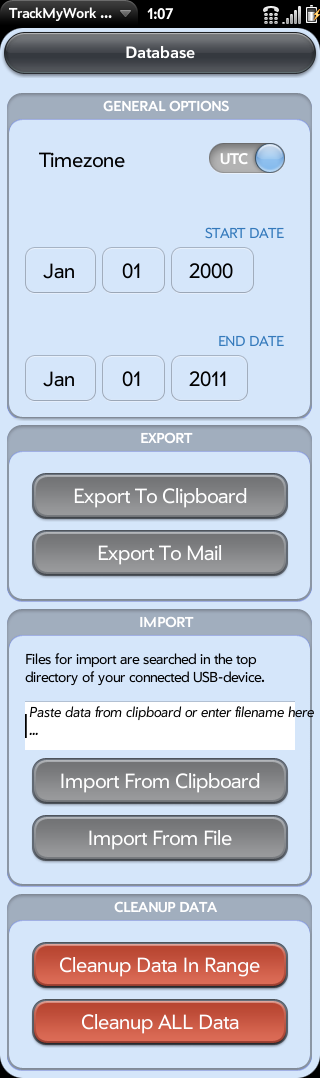 TrackMyWork ... 1:07
Database
GENERAL OPTIONS
Timezone UTC
START DATE
Jan 01 2000
END DATE
Jan 01 2011
EXPORT
Export To Clipboard
Export To Mail
IMPORT
Files for import are searched in the top
directory of your connected USB-device.
Paste data from clipboard or enter filename here
...
Import From Clipboard
Import From File
CLEANUP DATA
Cleanup Data In Range
Cleanup ALL Data